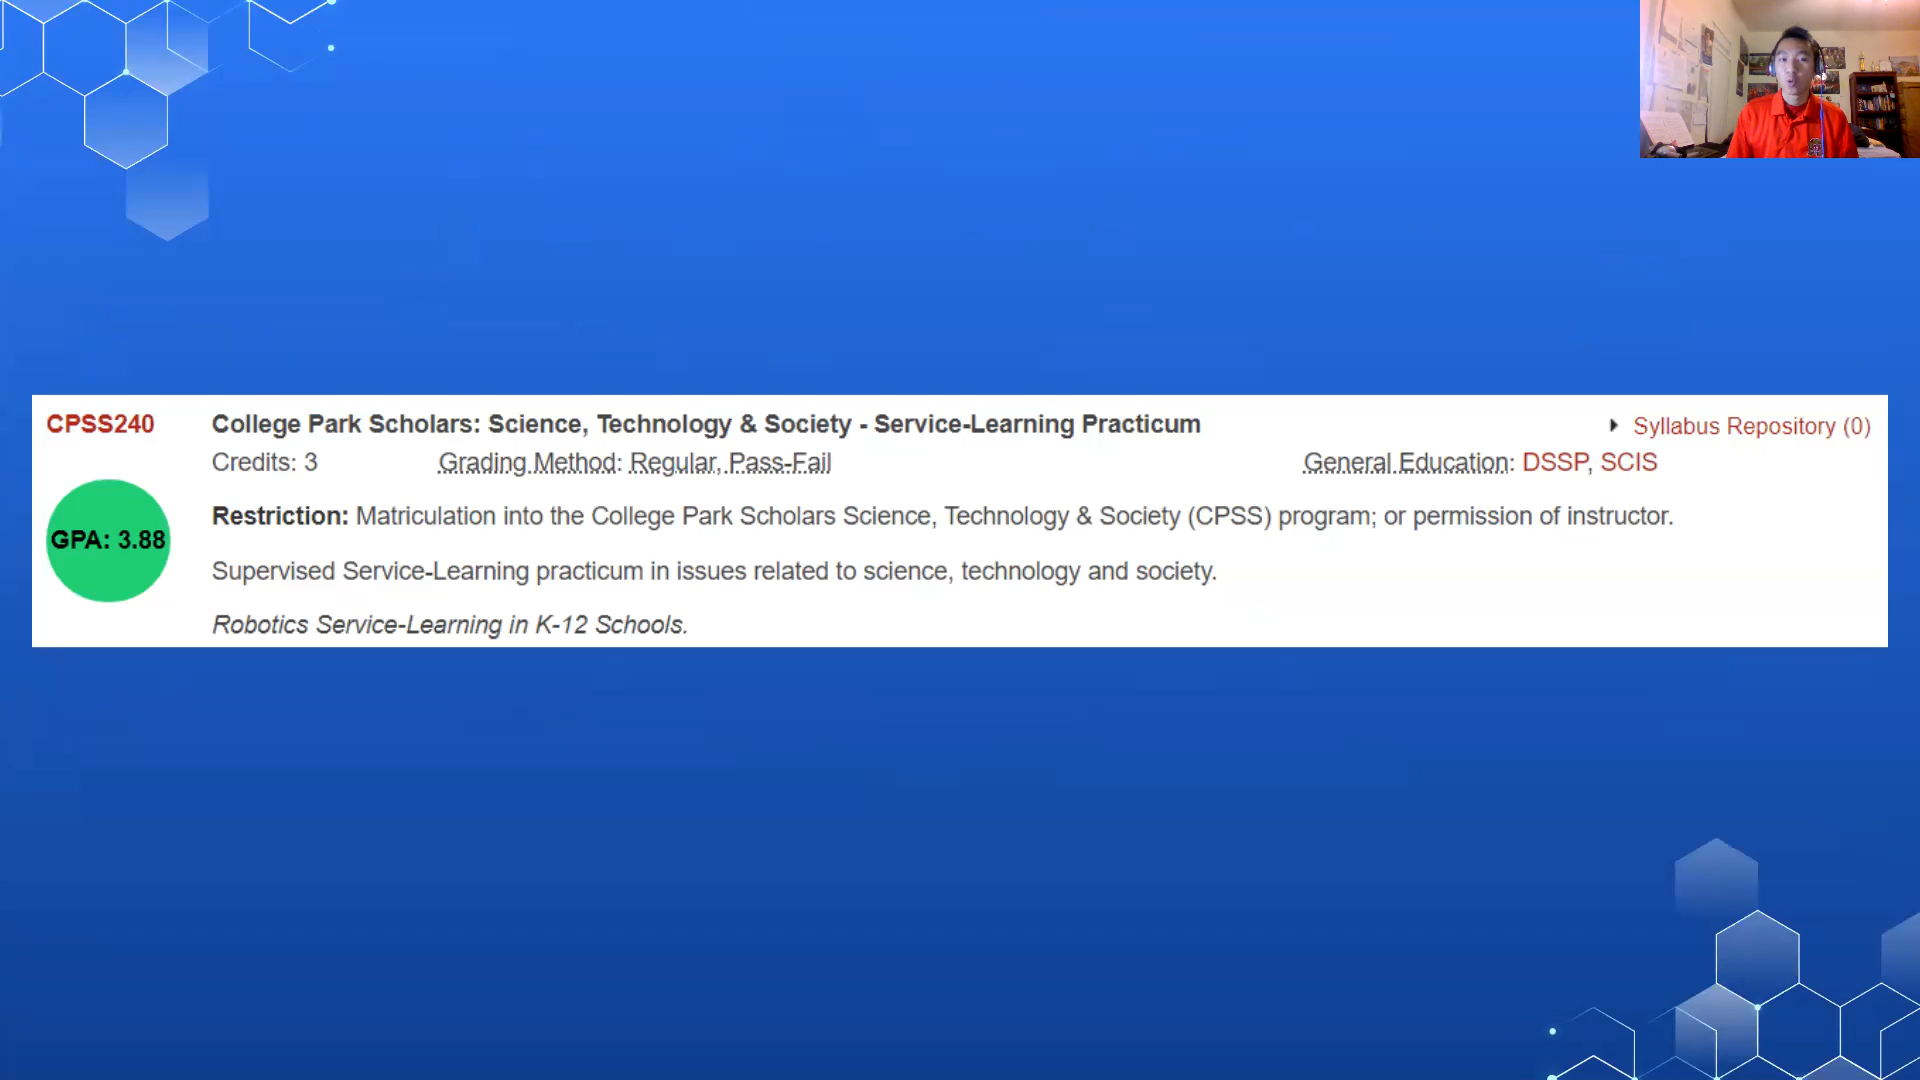 CPSS240 College Park Scholars: Science, Technology & Society - Service-Learning Practicum Syllabus Repository (0)
Credits: 3 Grading Method: Regular, Pass-Fail General Education: DSSP, SCIS
Restriction: Matriculation into the College Park Scholars Science, Technology & Society (CPSS) program; or permission of instructor.
GPA: 3.88
Supervised Service-Learning practicum in issues related to science, technology and society.
Robotics Service-Learning in K-12 Schools.